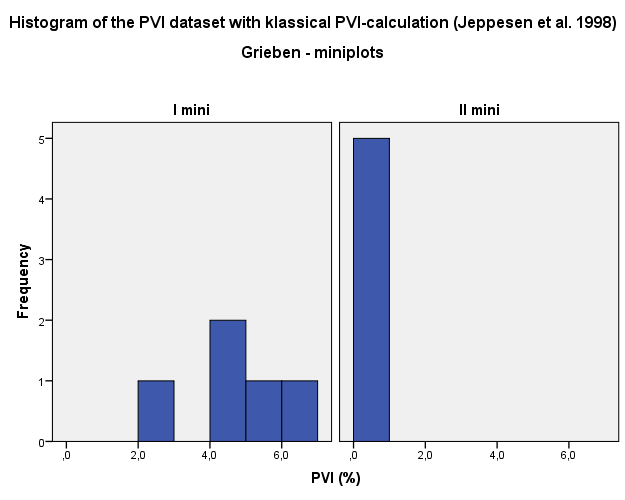 Histogram of the PVI dataset with klassical PVI-calculation (Jeppesen et al. 1998)
Grieben - miniplots
I mini
II mini
Frequency
5
4
3
2
1
0
,0
2,0
4,0
6,0
,0
2,0
4,0
6,0
PVI (%)